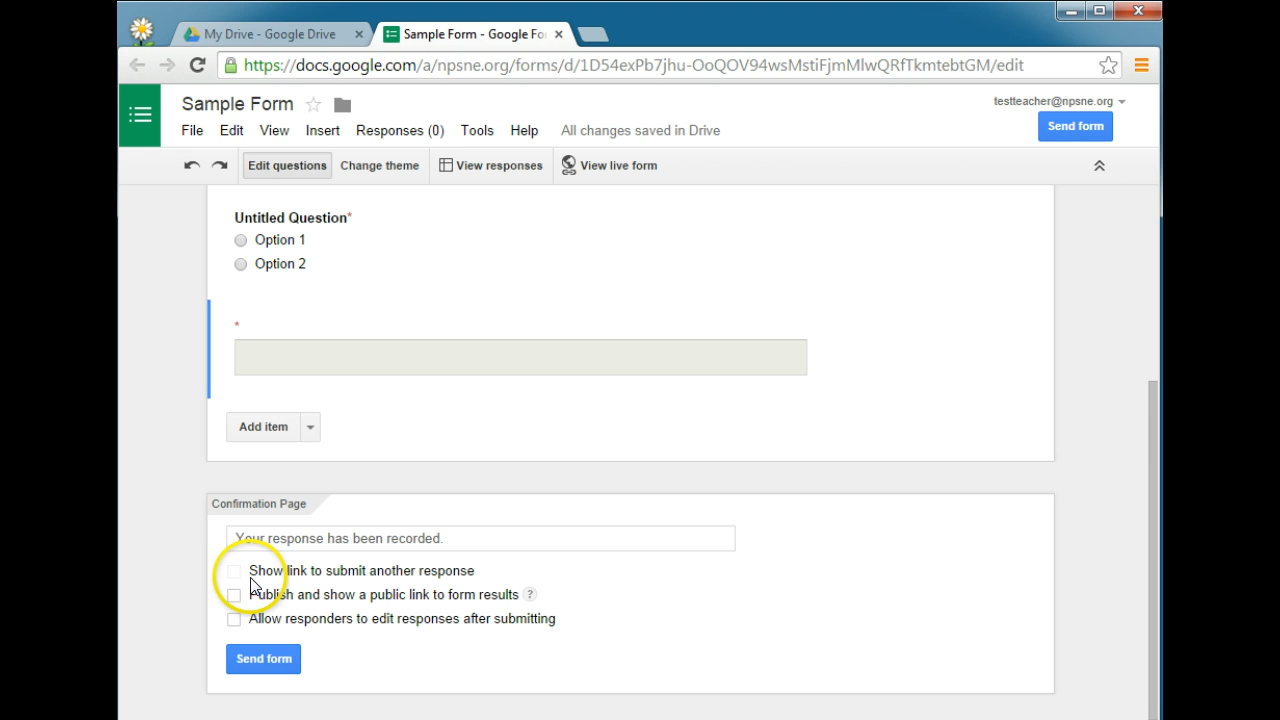 My Drive - Google Drive
Sample Form - Google Fo
https://docs.google.com/a/npsne.org/forms/d/1D54exPb7jhu-OoQOV94wsMstiFjmMlwQRfTkmtebtGM/edit
Sample Form
testteacher@npsne.org
File Edit View Insert Responses (0) Tools Help All changes saved in Drive
Send form
Edit questions Change theme View responses View live form
Untitled Question*
Option 1
Option 2
*
Add item
Confirmation Page
Your response has been recorded.
Show link to submit another response
Publish and show a public link to form results ?
Allow responders to edit responses after submitting
Send form